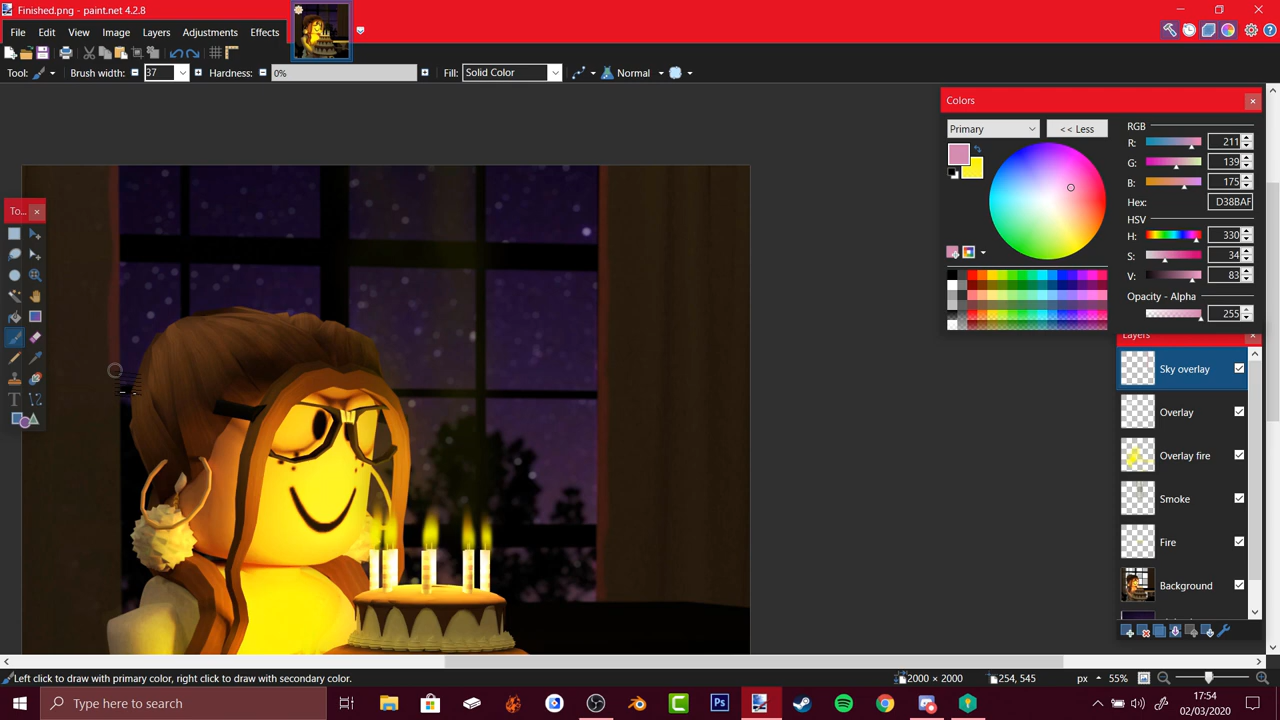 Finished.png - paint.net 4.2.8
File Edit View Image Layers Adjustments Effects
Tool: Brush width: 37 Hardness: 0% Fill: Solid Color Normal
Colors
Primary << Less
RGB
R: 211
G: 139
B: 175
Hex: D38BAF
HSV
H: 330
S: 34
V: 83
Opacity - Alpha
255
To...
Layers
Sky overlay
Overlay
Overlay fire
Smoke
Fire
Background
Left click to draw with primary color, right click to draw with secondary color.
2000 × 2000 254, 545 px 55%
Type here to search
Ps
17:54
02/03/2020